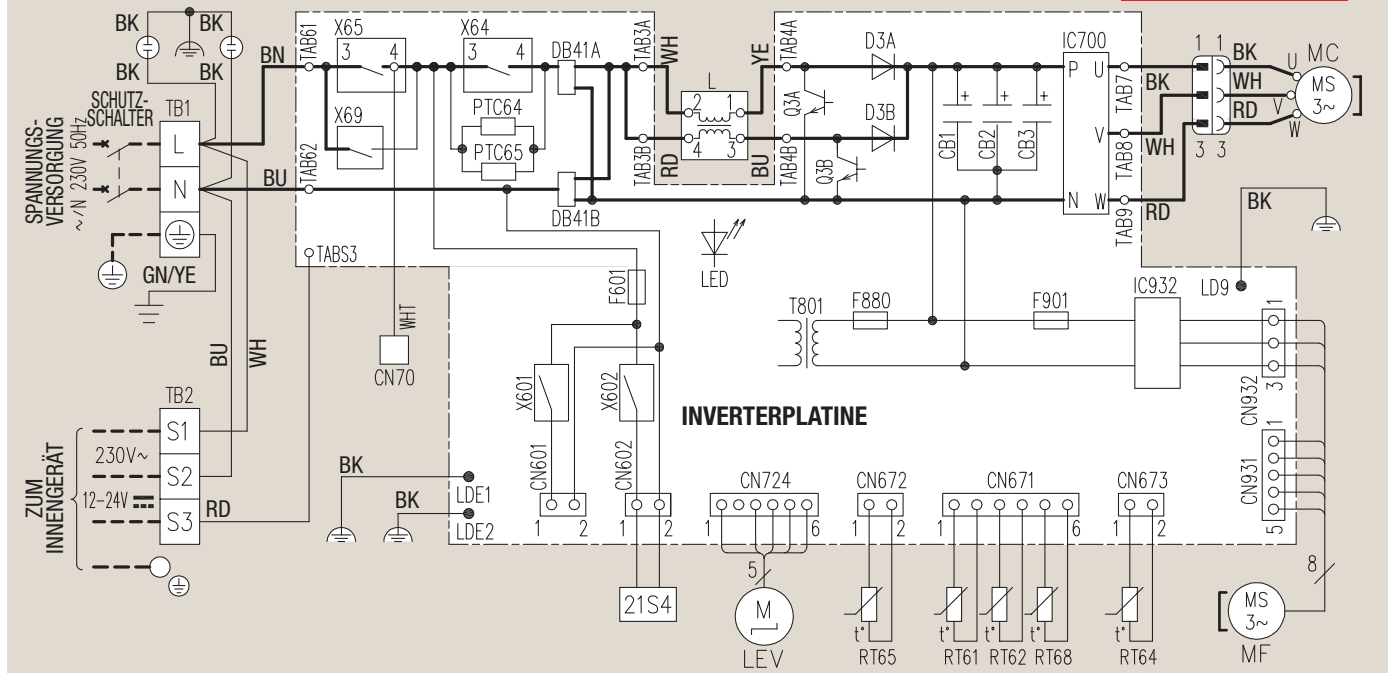 BK
BK
BK
BK
SCHUTZ-
SCHALTER
TB1
SPANNUNGS-
VERSORGUNG
~/N 230V 50Hz
L
N
GN/YE
BN
BU
TAB61
TAB62
TABS3
X65
3 4
X69
X64
3 4
PTC64
PTC65
DB41A
DB41B
TAB3A
TAB3B
WH
RD
L
2 1
4 3
YE
BU
TAB4A
TAB4B
Q3A
Q3B
D3A
D3B
CB1
+
CB2
+
CB3
+
IC700
P U
V
N W
TAB7
TAB8
TAB9
BK
WH
RD
1 1
3 3
BK
WH
RD
U
V
W
MC
MS
3~
BK
LD9
LED
WHT
CN70
F601
X601
X602
CN601
1 2
CN602
1 2
21S4
T801
F880
F901
IC932
1
3
CN932
1
5
CN931
INVERTERPLATINE
BU
WH
TB2
S1
S2
S3
230V~
12-24V
ZUM
INNENGERÄT
RD
BK
LDE1
BK
LDE2
CN724
1 6
5
M
LEV
CN672
1 2
t°
RT65
CN671
1 6
t°
RT61
t°
RT62
t°
RT68
CN673
1 2
t°
RT64
8
MS
3~
MF